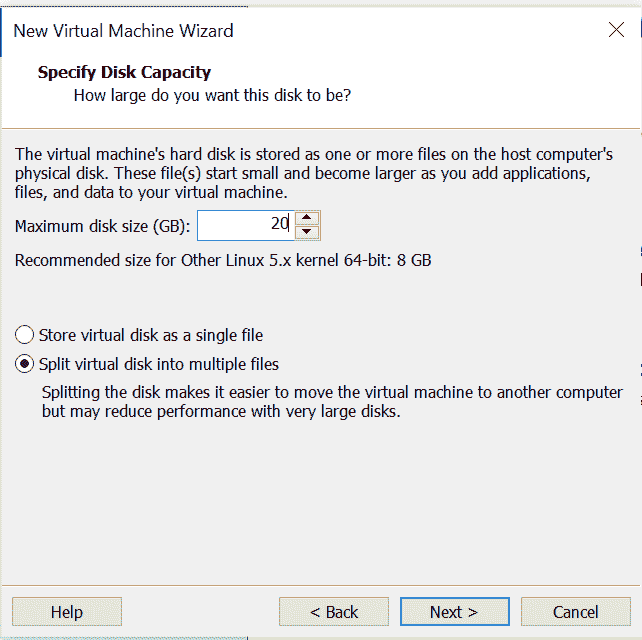 New Virtual Machine Wizard
Specify Disk Capacity
How large do you want this disk to be?
The virtual machine's hard disk is stored as one or more files on the host computer's
physical disk. These file(s) start small and become larger as you add applications,
files, and data to your virtual machine.
Maximum disk size (GB): 20
Recommended size for Other Linux 5.x kernel 64-bit: 8 GB
Store virtual disk as a single file
Split virtual disk into multiple files
Splitting the disk makes it easier to move the virtual machine to another computer
but may reduce performance with very large disks.
Help < Back Next > Cancel